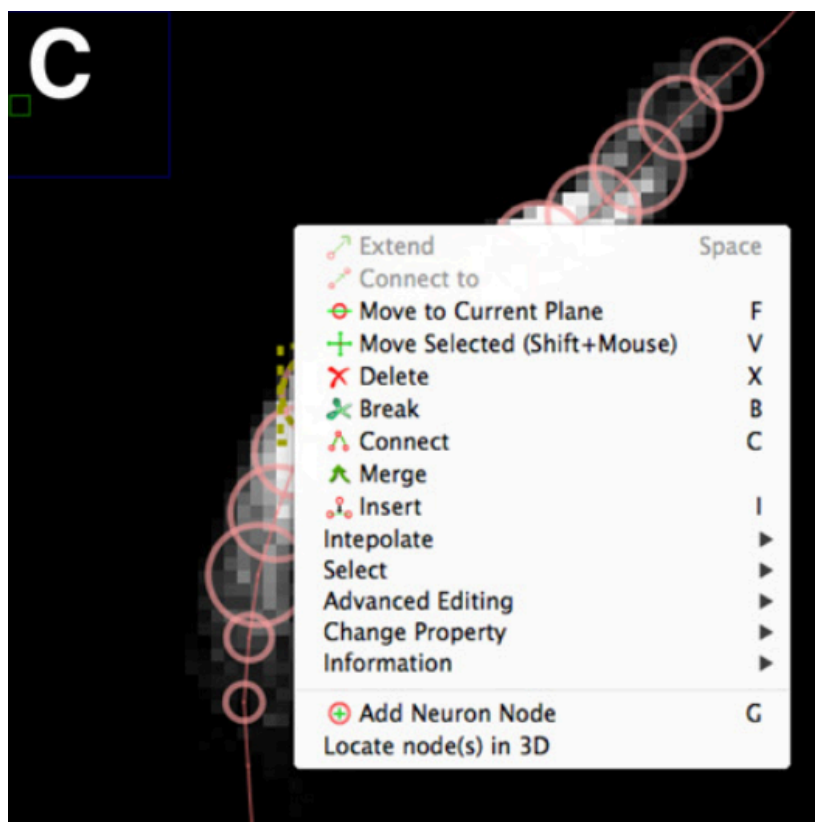 C
Extend Space
Connect to
Move to Current Plane F
Move Selected (Shift+Mouse) V
Delete X
Break B
Connect C
Merge
Insert I
Intepolate
Select
Advanced Editing
Change Property
Information
Add Neuron Node G
Locate node(s) in 3D